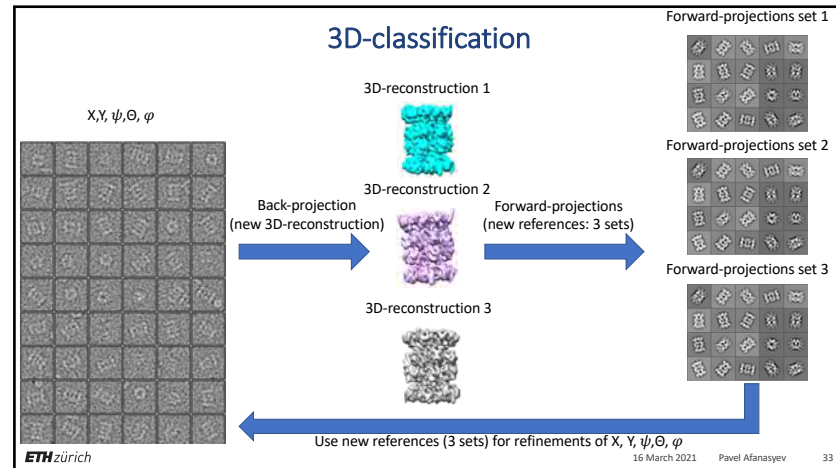 3D-classification
X,Y, ψ,Θ, φ
3D-reconstruction 1
3D-reconstruction 2
3D-reconstruction 3
Back-projection
(new 3D-reconstruction)
Forward-projections
(new references: 3 sets)
Forward-projections set 1
Forward-projections set 2
Forward-projections set 3
Use new references (3 sets) for refinements of X, Y, ψ,Θ, φ
ETH zürich
16 March 2021 Pavel Afanasyev 33